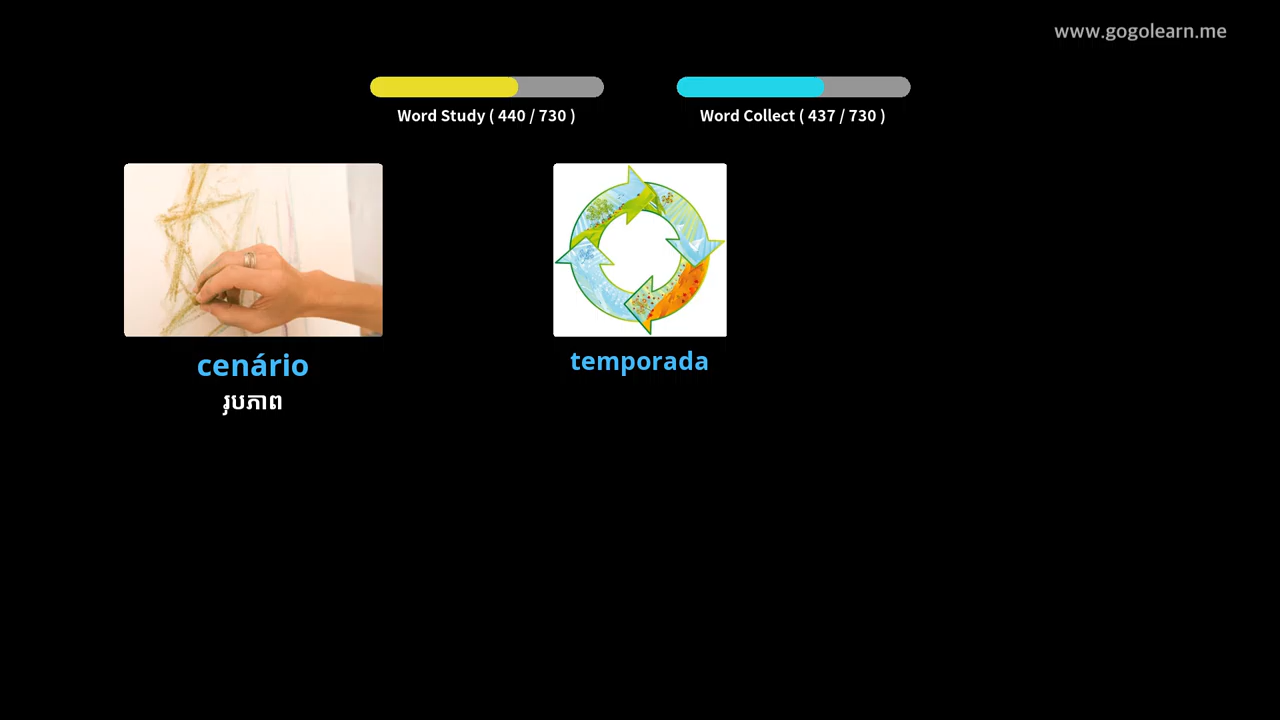 www.gogolearn.me
Word Study ( 440 / 730 )
Word Collect ( 437 / 730 )
cenário
រូបភាព
temporada